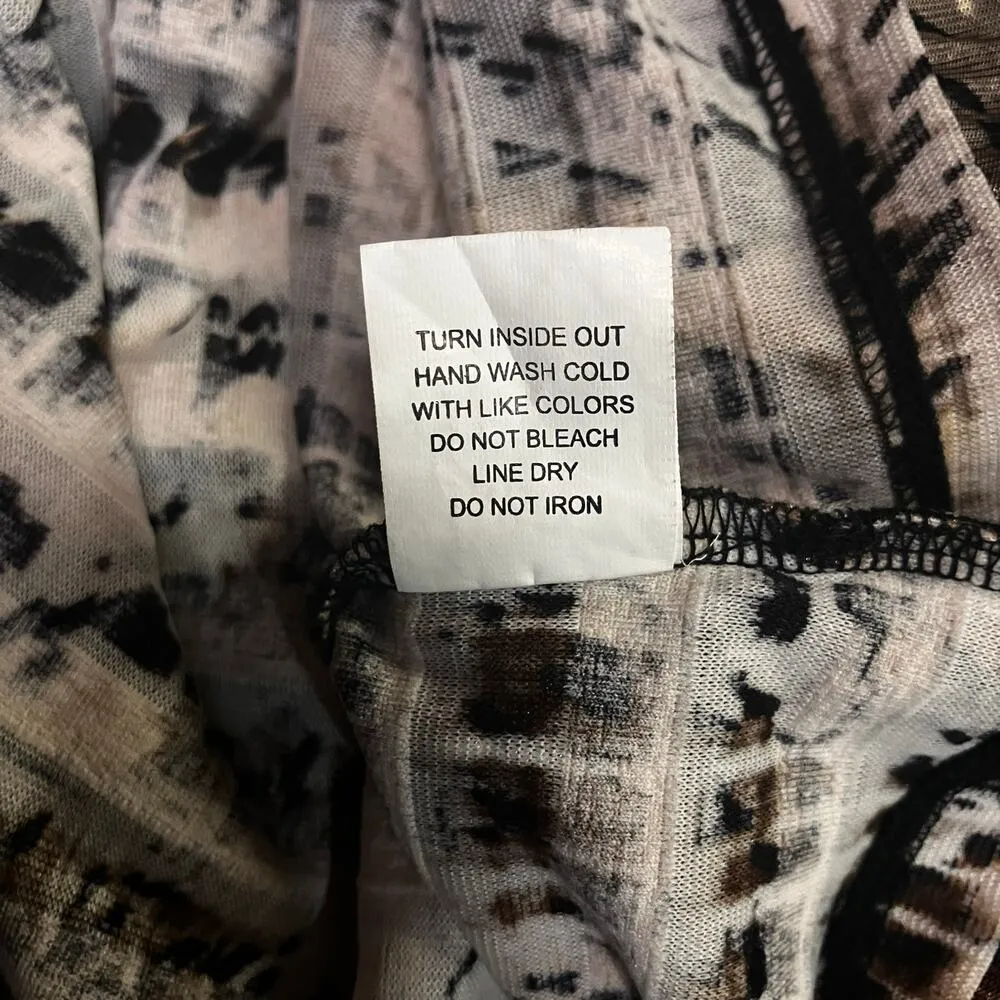 TURN INSIDE OUT
HAND WASH COLD
WITH LIKE COLORS
DO NOT BLEACH
LINE DRY
DO NOT IRON